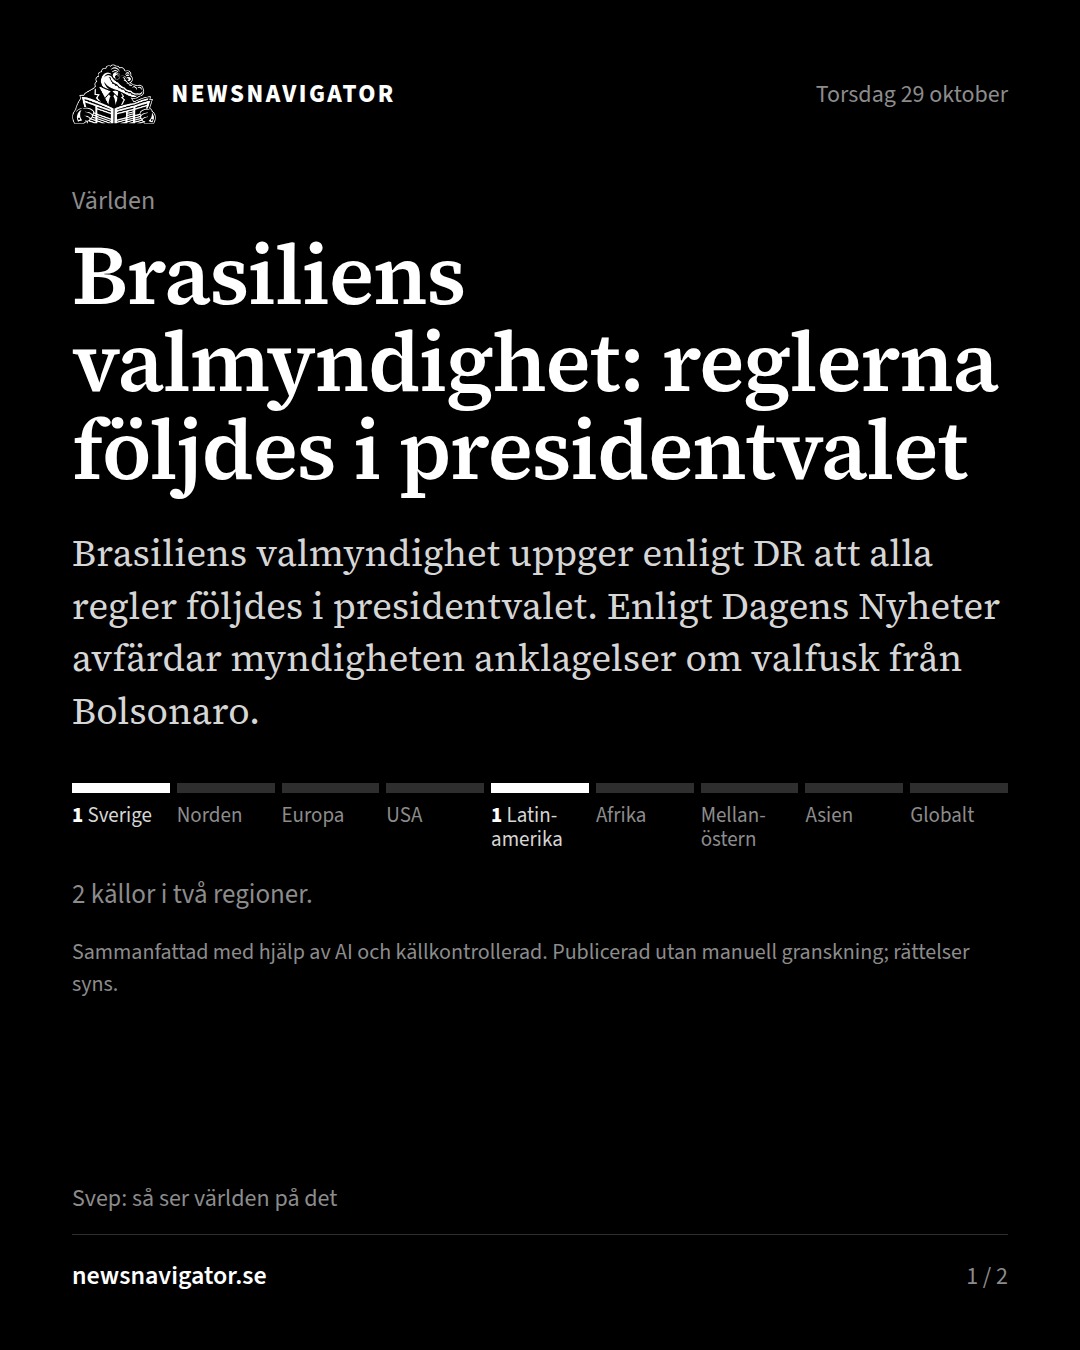 NEWSNAVIGATOR
Torsdag 29 oktober
Världen
Brasiliens
valmyndighet: reglerna
följdes i presidentvalet
Brasiliens valmyndighet uppger enligt DR att alla
regler följdes i presidentvalet. Enligt Dagens Nyheter
avfärdar myndigheten anklagelser om valfusk från
Bolsonaro.
1 Sverige
Norden
Europa
USA
1 Latin-
amerika
Afrika
Mellan-
östern
Asien
Globalt
2 källor i två regioner.
Sammanfattad med hjälp av AI och källkontrollerad. Publicerad utan manuell granskning; rättelser
syns.
Svep: så ser världen på det
newsnavigator.se
1 / 2